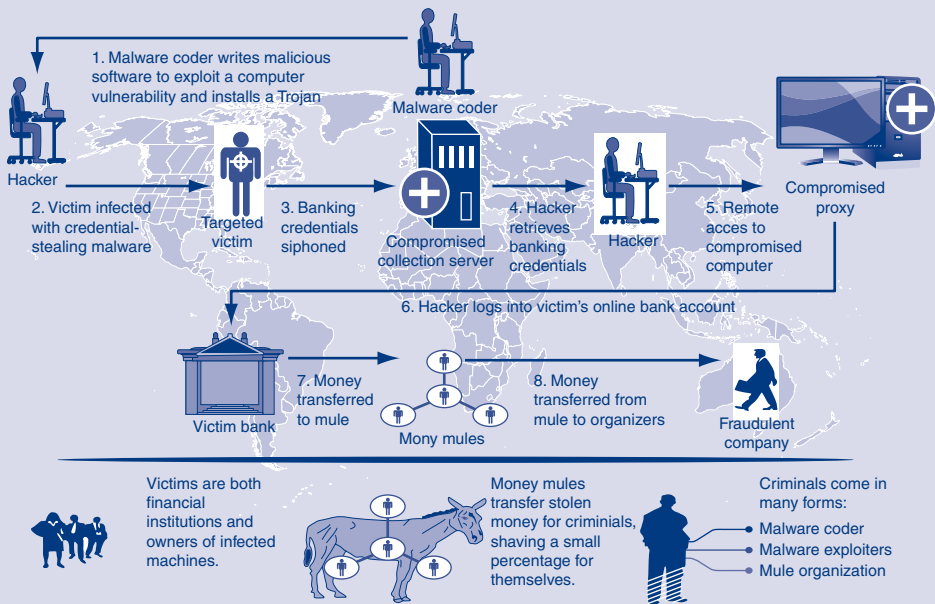 1. Malware coder writes malicious
software to exploit a computer
vulnerability and installs a Trojan
Malware coder
Hacker
2. Victim infected
with credential-
stealing malware
Targeted
victim
3. Banking
credentials
siphoned
Compromised
collection server
4. Hacker
retrieves
banking
credentials
Hacker
5. Remote
acces to
compromised
computer
Compromised
proxy
6. Hacker logs into victim's online bank account
Victim bank
7. Money
transferred
to mule
Mony mules
8. Money
transferred from
mule to organizers
Fraudulent
company
Victims are both
financial
institutions and
owners of infected
machines.
Money mules
transfer stolen
money for criminials,
shaving a small
percentage for
themselves.
Criminals come in
many forms:
Malware coder
Malware exploiters
Mule organization